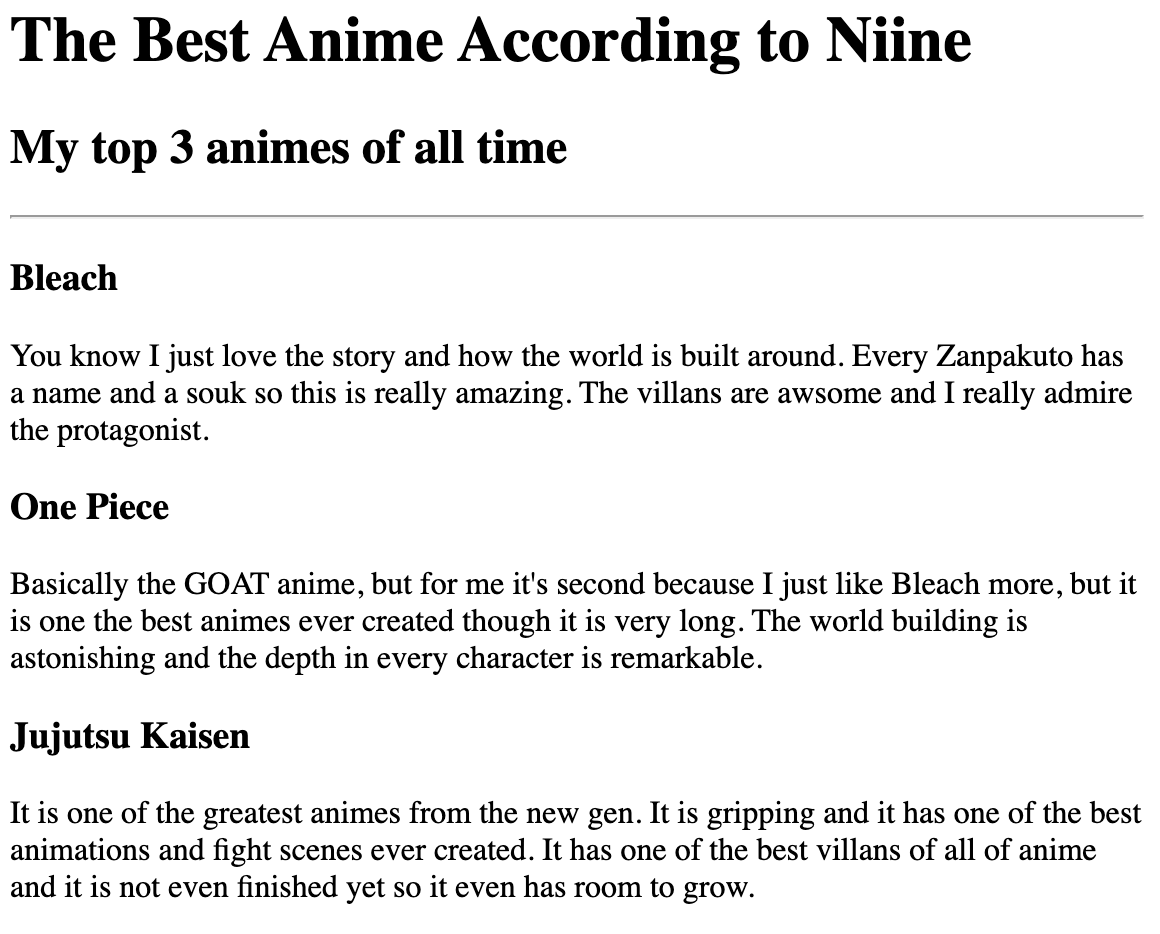 The Best Anime According to Niine
My top 3 animes of all time
Bleach
You know I just love the story and how the world is built around. Every Zanpakuto has
a name and a souk so this is really amazing. The villans are awsome and I really admire
the protagonist.
One Piece
Basically the GOAT anime, but for me it's second because I just like Bleach more, but it
is one the best animes ever created though it is very long. The world building is
astonishing and the depth in every character is remarkable.
Jujutsu Kaisen
It is one of the greatest animes from the new gen. It is gripping and it has one of the best
animations and fight scenes ever created. It has one of the best villans of all of anime
and it is not even finished yet so it even has room to grow.